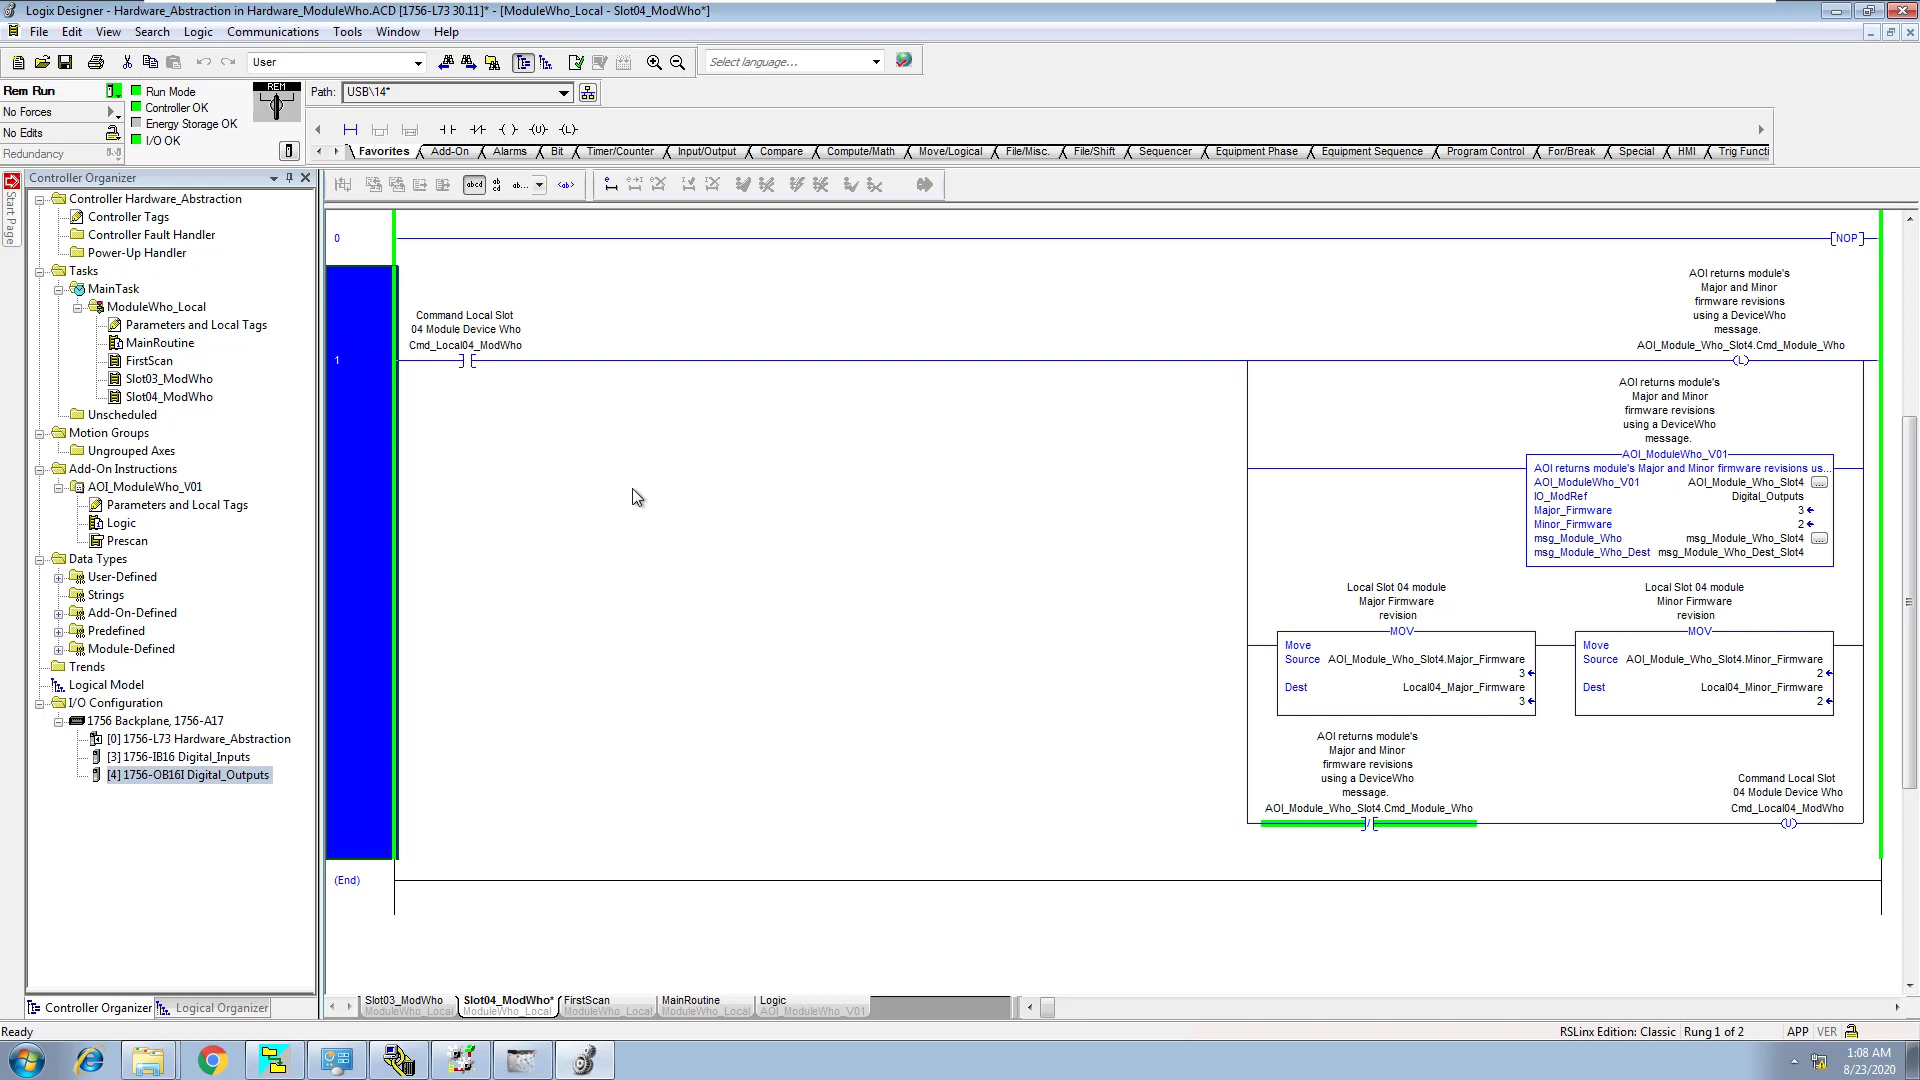 Logix Designer - Hardware_Abstraction in Hardware_ModuleWho.ACD [1756-L73 30.11]* - [ModuleWho_Local - Slot04_ModWho*]
File Edit View Search Logic Communications Tools Window Help
User
Select language...
Rem Run
No Forces
No Edits
Redundancy
Run Mode
Controller OK
Energy Storage OK
I/O OK
REM
Path: USB\14*
Favorites Add-On Alarms Bit Timer/Counter Input/Output Compare Compute/Math Move/Logical File/Misc. File/Shift Sequencer Equipment Phase Equipment Sequence Program Control For/Break Special HMI Trig Functi
Start Page
Controller Organizer
Controller Hardware_Abstraction
Controller Tags
Controller Fault Handler
Power-Up Handler
Tasks
MainTask
ModuleWho_Local
Parameters and Local Tags
MainRoutine
FirstScan
Slot03_ModWho
Slot04_ModWho
Unscheduled
Motion Groups
Ungrouped Axes
Add-On Instructions
AOI_ModuleWho_V01
Parameters and Local Tags
Logic
Prescan
Data Types
User-Defined
Strings
Add-On-Defined
Predefined
Module-Defined
Trends
Logical Model
I/O Configuration
1756 Backplane, 1756-A17
[0] 1756-L73 Hardware_Abstraction
[3] 1756-IB16 Digital_Inputs
[4] 1756-OB16I Digital_Outputs
Controller Organizer Logical Organizer
abcd ab cd ab... <ab>
0
NOP
1
Command Local Slot
04 Module Device Who
Cmd_Local04_ModWho
AOI returns module's
Major and Minor
firmware revisions
using a DeviceWho
message.
AOI_Module_Who_Slot4.Cmd_Module_Who
L
AOI returns module's
Major and Minor
firmware revisions
using a DeviceWho
message.
AOI_ModuleWho_V01
AOI returns module's Major and Minor firmware revisions us...
AOI_ModuleWho_V01 AOI_Module_Who_Slot4 ...
IO_ModRef Digital_Outputs
Major_Firmware 3
Minor_Firmware 2
msg_Module_Who msg_Module_Who_Slot4 ...
msg_Module_Who_Dest msg_Module_Who_Dest_Slot4
Local Slot 04 module
Major Firmware
revision
MOV
Move
Source AOI_Module_Who_Slot4.Major_Firmware
3
Dest Local04_Major_Firmware
3
Local Slot 04 module
Minor Firmware
revision
MOV
Move
Source AOI_Module_Who_Slot4.Minor_Firmware
2
Dest Local04_Minor_Firmware
2
AOI returns module's
Major and Minor
firmware revisions
using a DeviceWho
message.
AOI_Module_Who_Slot4.Cmd_Module_Who
Command Local Slot
04 Module Device Who
Cmd_Local04_ModWho
U
(End)
Slot03_ModWho Slot04_ModWho* FirstScan MainRoutine Logic
ModuleWho_Local ModuleWho_Local ModuleWho_Local ModuleWho_Local AOI_ModuleWho_V01
Ready
RSLinx Edition: Classic Rung 1 of 2 APP VER
1:08 AM
8/23/2020